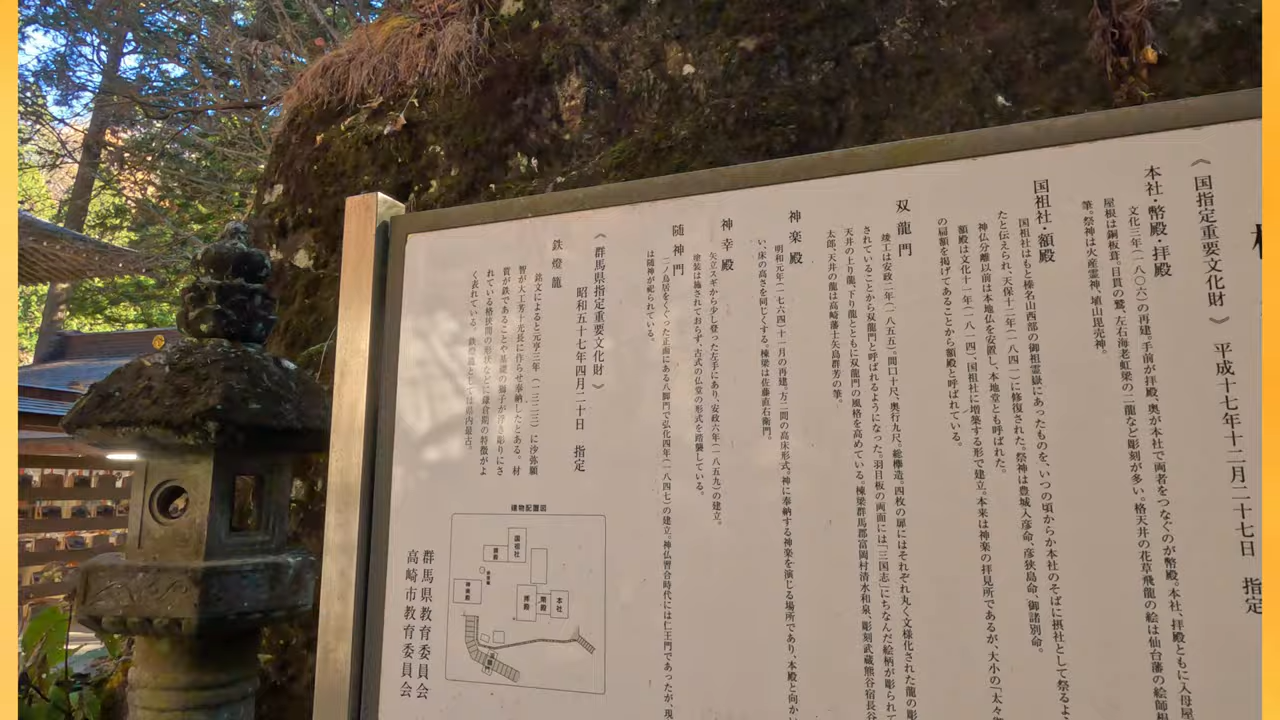 《国指定重要文化財》 平成十七年十二月二十七日 指定
本社・幣殿・拝殿
文化三年(一八〇六)の再建。手前が拝殿、奥が本社で両者をつなぐのが幣殿。本社、拝殿ともに入母屋
屋根は銅板葺。目貫の鷲、左右海老虹梁の二龍など彫刻が多い。格天井の花草飛龍の絵は仙台藩の絵師
筆。祭神は火産霊神、埴山毘売神。
国祖社・額殿
国祖社はもと榛名山西部の御祖霊嶽にあったものを、いつの頃からか本社のそばに摂社として祭るよ
たと伝えられ、天保十二年(一八四一)に修復された。祭神は豊城入彦命、彦狭島命、御諸別命。
神仏分離以前は本地仏を安置し、本地堂とも呼ばれた。
額殿は文化十一年(一八一四)、国祖社に増築する形で建立。本来は神楽の拝見所であるが、大小の「太々
の扁額を掲げてあることから額殿と呼ばれている。
双龍門
竣工は安政二年(一八五五)。間口十尺、奥行九尺。総欅造。四枚の扉にはそれぞれ丸く文様化された龍の彫
されていることから双龍門と呼ばれるようになった。羽目板の両面には「三国志」にちなんだ絵柄が彫られて
天井の上り龍、下り龍とともに双龍門の風格を高めている。棟梁群馬郡富岡村清水和泉、彫刻武蔵熊谷宿長谷
太郎、天井の龍は高崎藩士矢島群芳の筆。
神楽殿
明和元年(一七六四)十一月の再建。方二間の高床形式。神に奉納する神楽を演じる場所であり、本殿と向か
い、床の高さを同じくする。棟梁は佐藤直右衛門。
神幸殿
矢立スギから少し登った左手にあり、安政六年(一八五九)の建立。
塗装は施されておらず、古式の仏堂の形式を踏襲している。
随神門
二ノ鳥居をくぐった正面にある八脚門で弘化四年(一八四七)の建立。神仏習合時代には仁王門であったが、現
は随神が祀られている。
《群馬県指定重要文化財》
昭和五十七年四月二十日 指定
鉄燈籠
銘文によると元亨三年(一三二三)に沙弥願
智が大工芳十光長に作らせ奉納したとある。材
質が鉄であることや基礎の獅子が浮き彫りにさ
れている格狭間の形状などに鎌倉期の特徴がよ
く表れている。鉄燈籠としては県内最古。
建物配置図
国祖社
額殿
神楽殿
拝殿
幣殿
本社
群馬県教育委員会
高崎市教育委員会